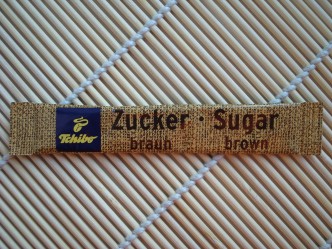 Tchibo
Zucker · Sugar
braun brown